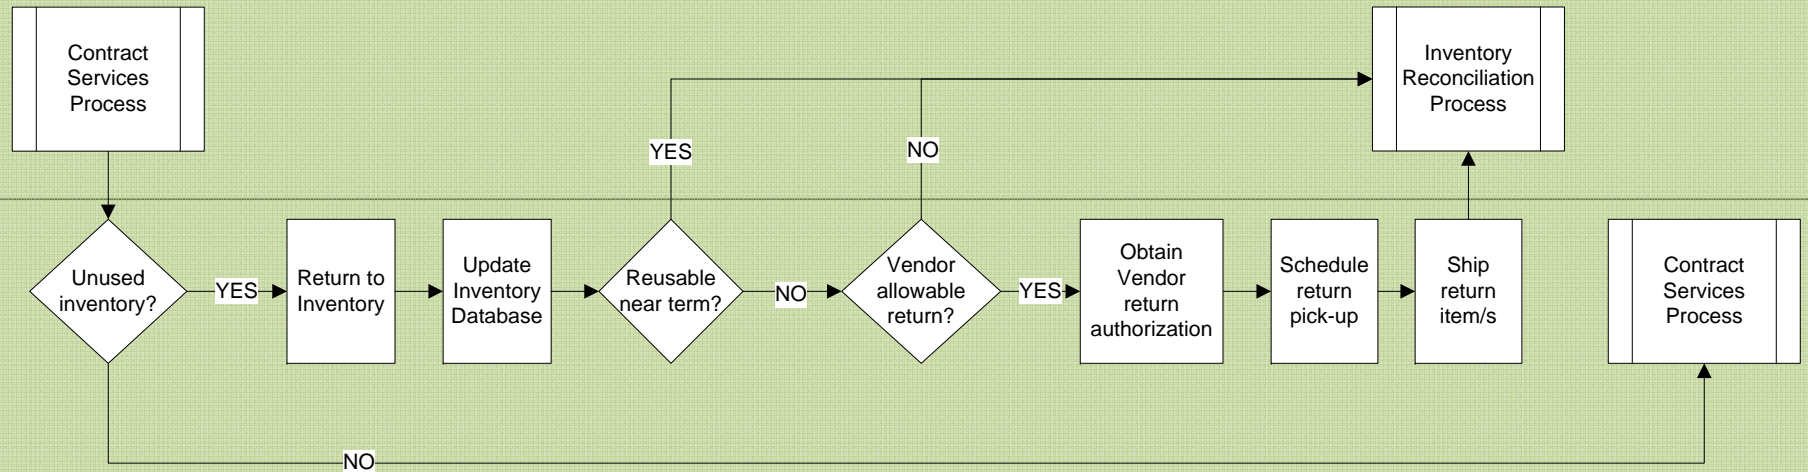 Contract
Services
Process
Inventory
Reconciliation
Process
YES
NO
Unused
inventory?
YES
Return to
Inventory
Update
Inventory
Database
Reusable
near term?
NO
Vendor
allowable
return?
YES
Obtain
Vendor
return
authorization
Schedule
return
pick-up
Ship
return
item/s
Contract
Services
Process
NO